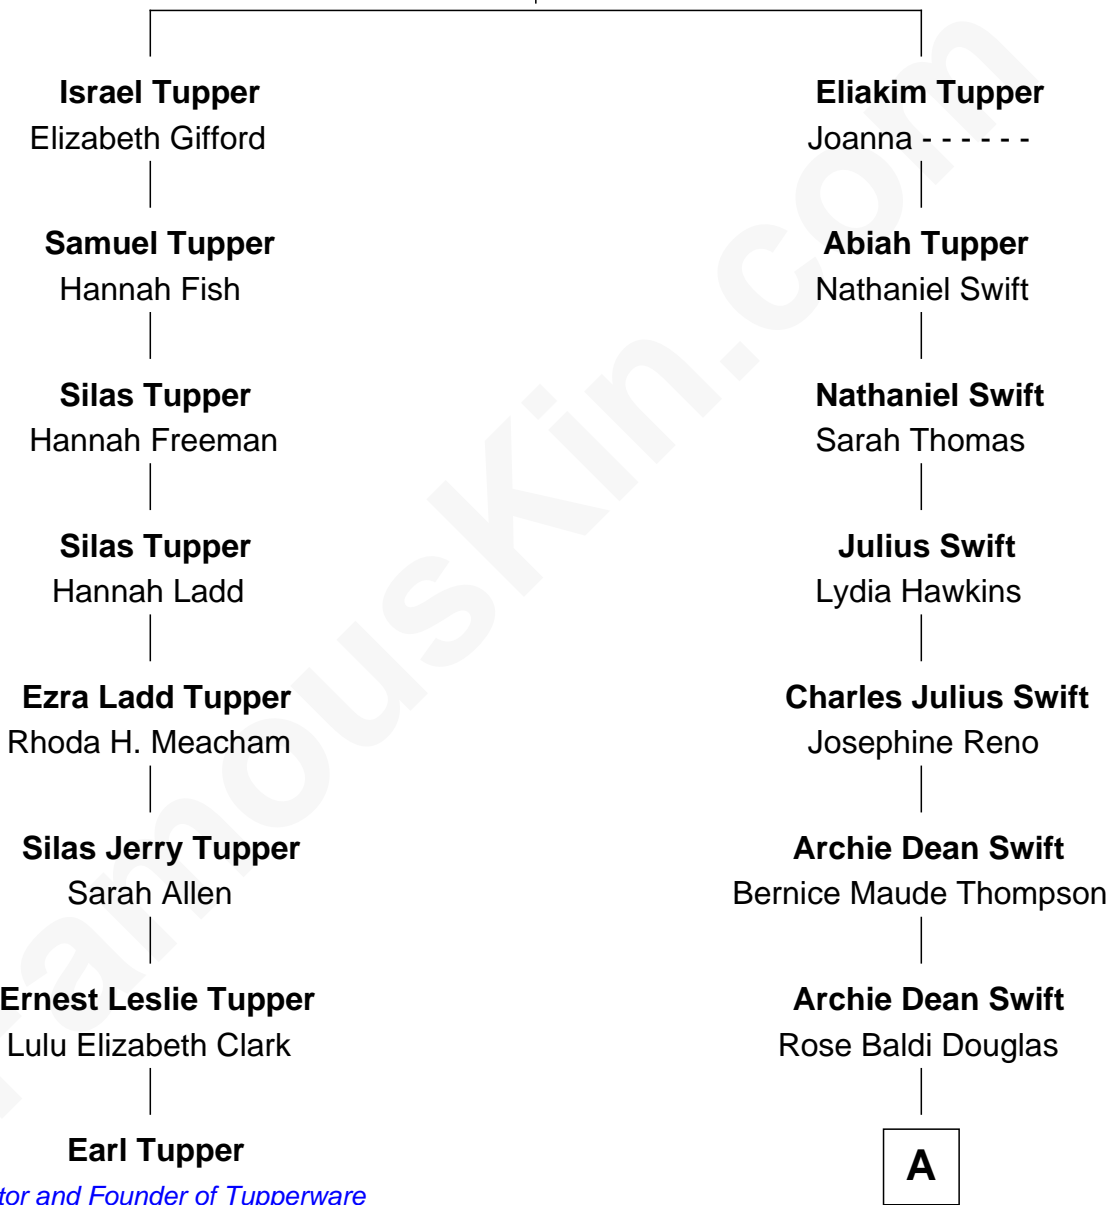 Israel Tupper
Elizabeth Gifford
Samuel Tupper
Hannah Fish
Silas Tupper
Hannah Freeman
Silas Tupper
Hannah Ladd
Ezra Ladd Tupper
Rhoda H. Meacham
Silas Jerry Tupper
Sarah Allen
Ernest Leslie Tupper
Lulu Elizabeth Clark
Earl Tupper
and Founder of Tupperware
Eliakim Tupper
Joanna - - - - - -
Abiah Tupper
Nathaniel Swift
Nathaniel Swift
Sarah Thomas
Julius Swift
Lydia Hawkins
Charles Julius Swift
Josephine Reno
Archie Dean Swift
Bernice Maude Thompson
Archie Dean Swift
Rose Baldi Douglas
A
FamousKin.com